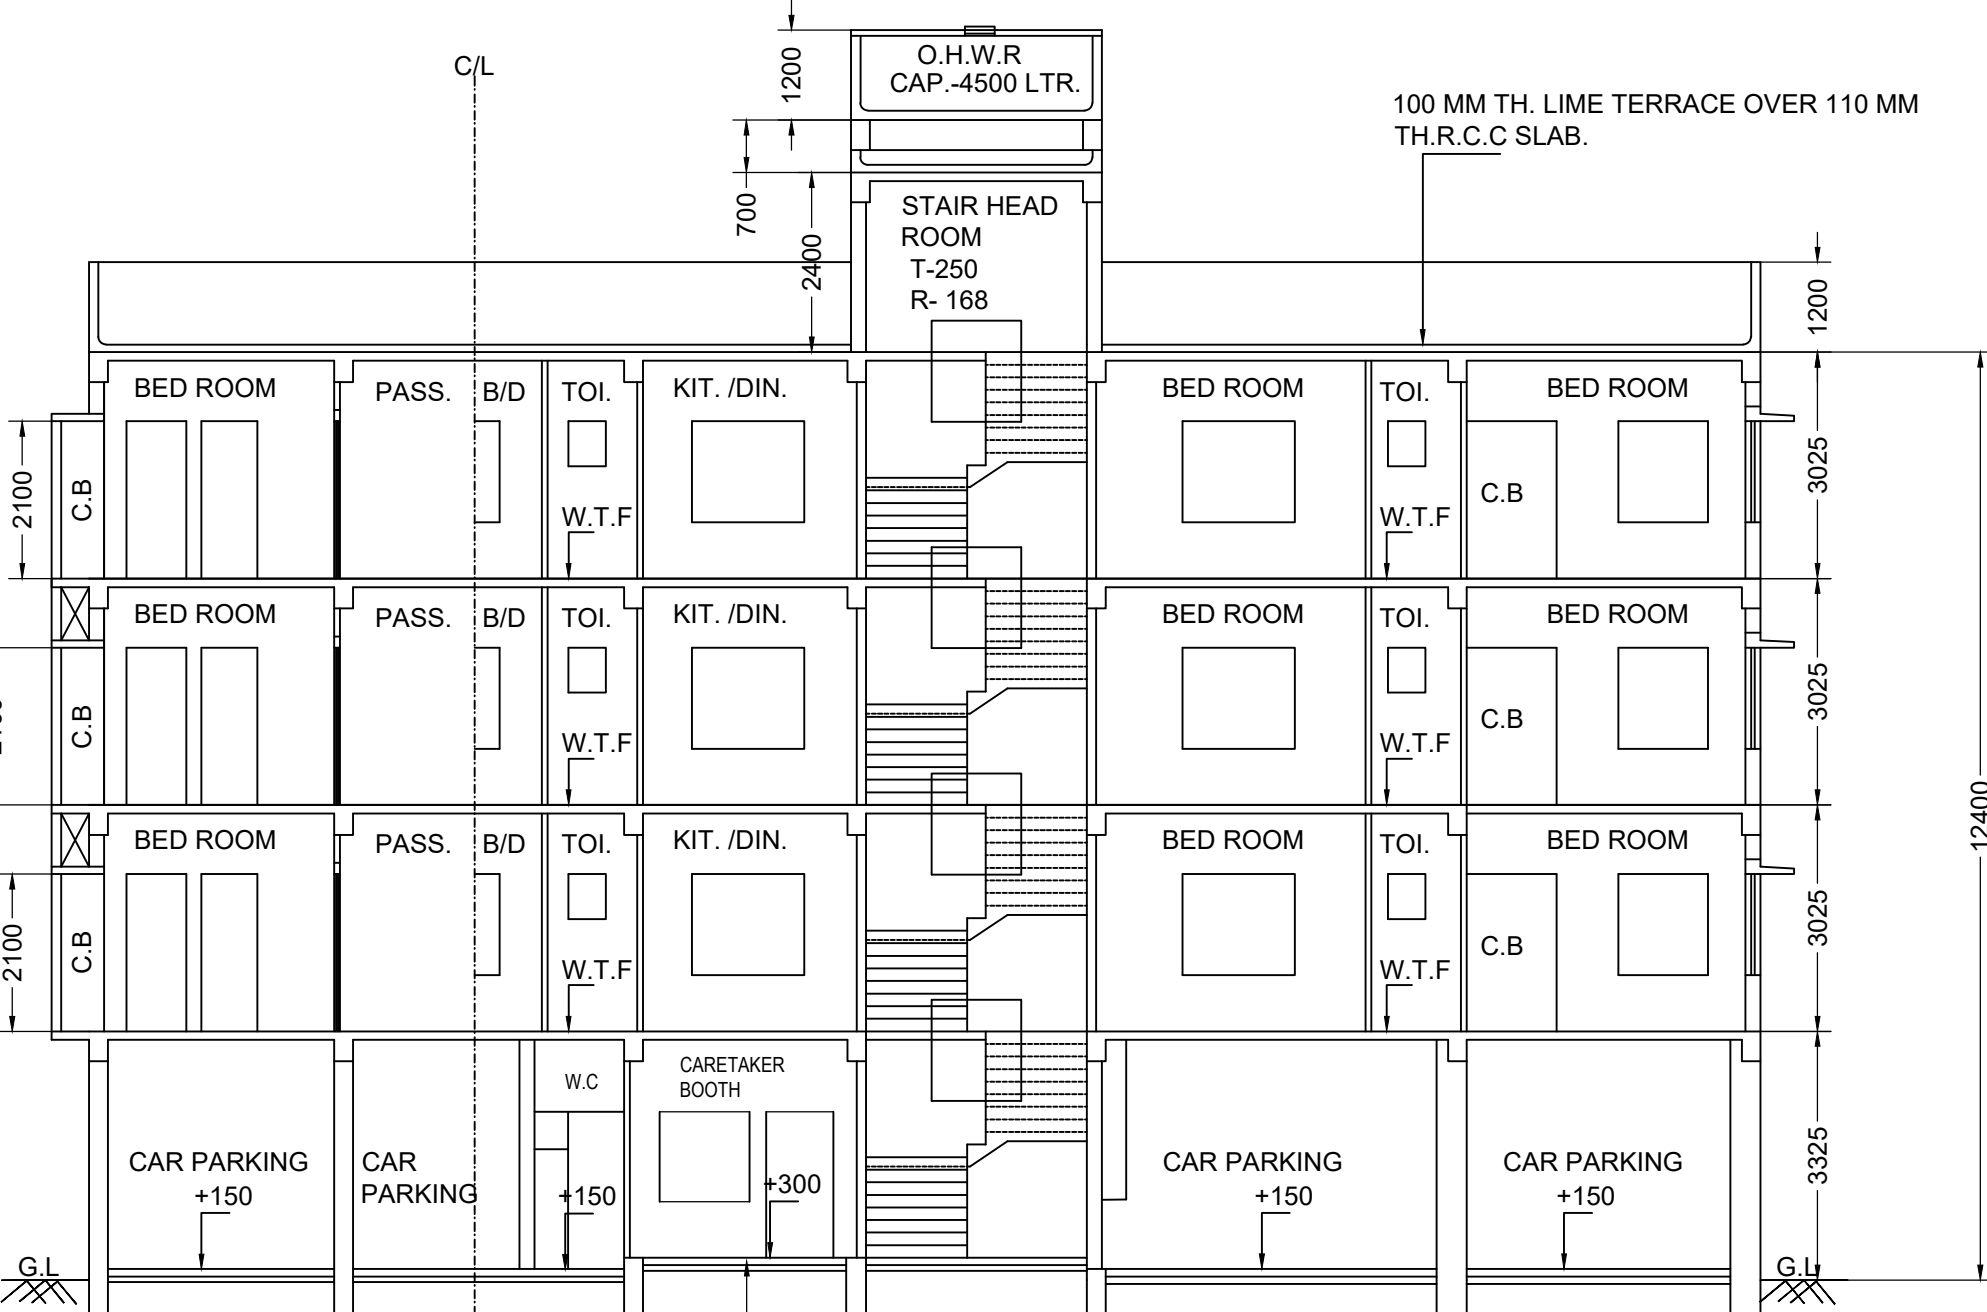 1200
O.H.W.R
CAP.-4500 LTR.
C/L
100 MM TH. LIME TERRACE OVER 110 MM
TH.R.C.C SLAB.
700
2400
STAIR HEAD
ROOM
T-250
R- 168
1200
BED ROOM
PASS.
B/D
TOI.
KIT. /DIN.
BED ROOM
TOI.
BED ROOM
2100
C.B
W.T.F
W.T.F
C.B
3025
BED ROOM
PASS.
B/D
TOI.
KIT. /DIN.
BED ROOM
TOI.
BED ROOM
C.B
W.T.F
W.T.F
C.B
3025
12400
BED ROOM
PASS.
B/D
TOI.
KIT. /DIN.
BED ROOM
TOI.
BED ROOM
2100
C.B
W.T.F
W.T.F
C.B
3025
W.C
CARETAKER
BOOTH
CAR PARKING
+150
CAR
PARKING
+150
+300
CAR PARKING
+150
CAR PARKING
+150
3325
G.L
G.L